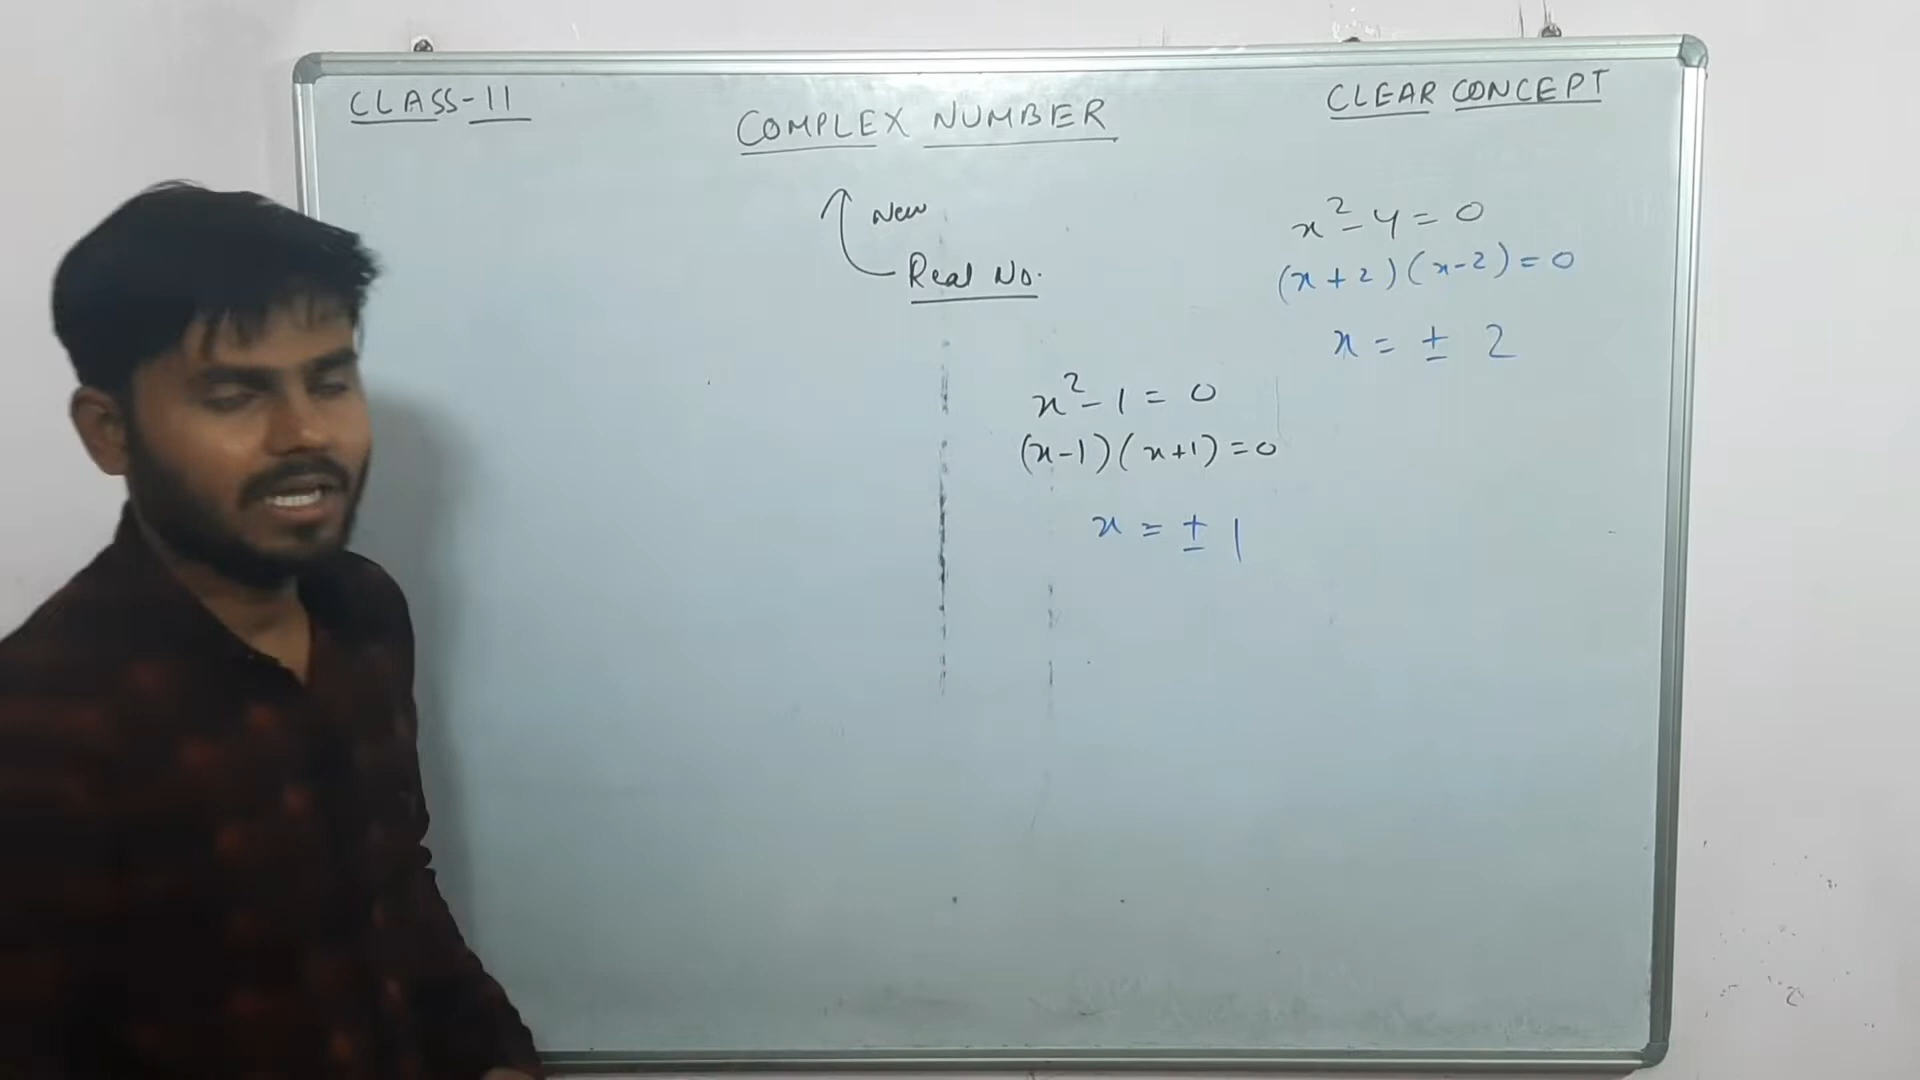 CLASS-11
COMPLEX NUMBER
CLEAR CONCEPT
New
Real No.
x² - 4 = 0
(x + 2) (x - 2) = 0
x = ± 2
x² - 1 = 0
(x - 1) (x + 1) = 0
x = ± 1